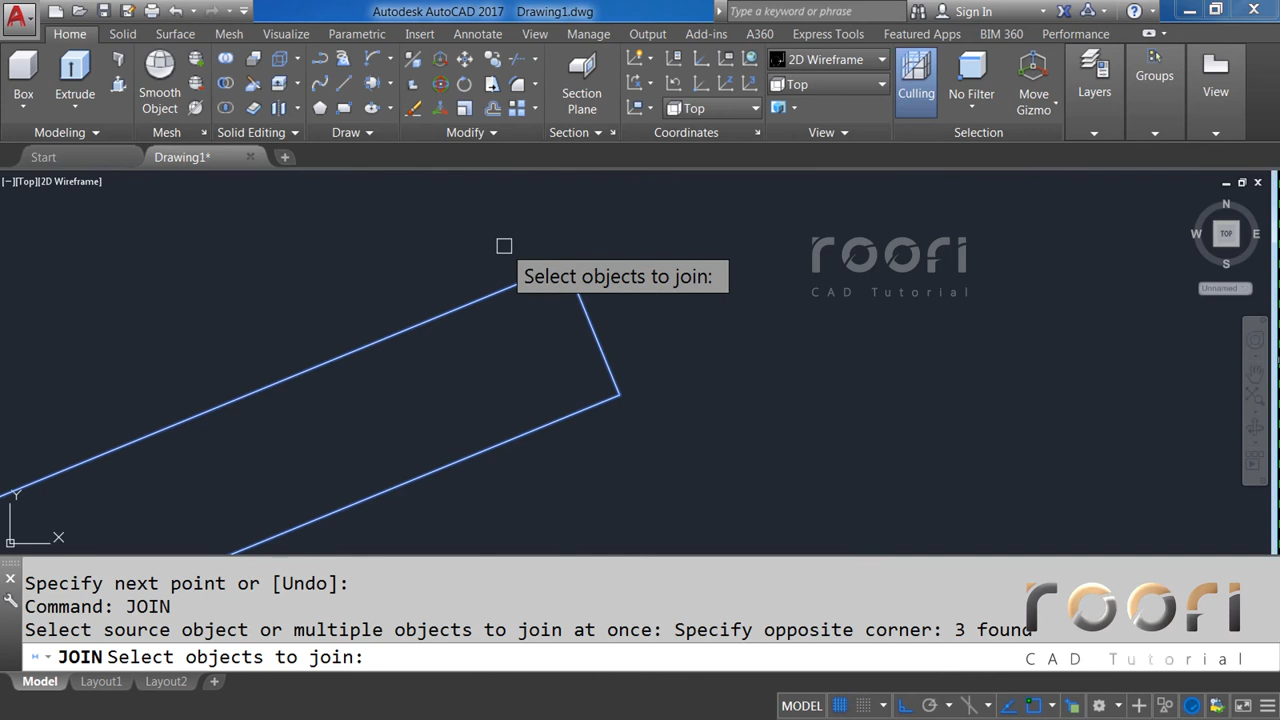 A
Autodesk AutoCAD 2017 Drawing1.dwg
Type a keyword or phrase
Sign In
Home Solid Surface Mesh Visualize Parametric Insert Annotate View Manage Output Add-ins A360 Express Tools Featured Apps BIM 360 Performance
Box
Extrude
Smooth Object
Section Plane
2D Wireframe
Top
Top
Culling
No Filter
Move Gizmo
Layers
Groups
View
Modeling Mesh Solid Editing Draw Modify Section Coordinates View Selection
Start Drawing1*
[−][Top][2D Wireframe]
N
W TOP E
S
Unnamed
roofi
CAD Tutorial
Select objects to join:
Y
X
Specify next point or [Undo]:
Command: JOIN
Select source object or multiple objects to join at once: Specify opposite corner: 3 found
JOIN Select objects to join:
roofi
CAD Tutorial
Model Layout1 Layout2
MODEL